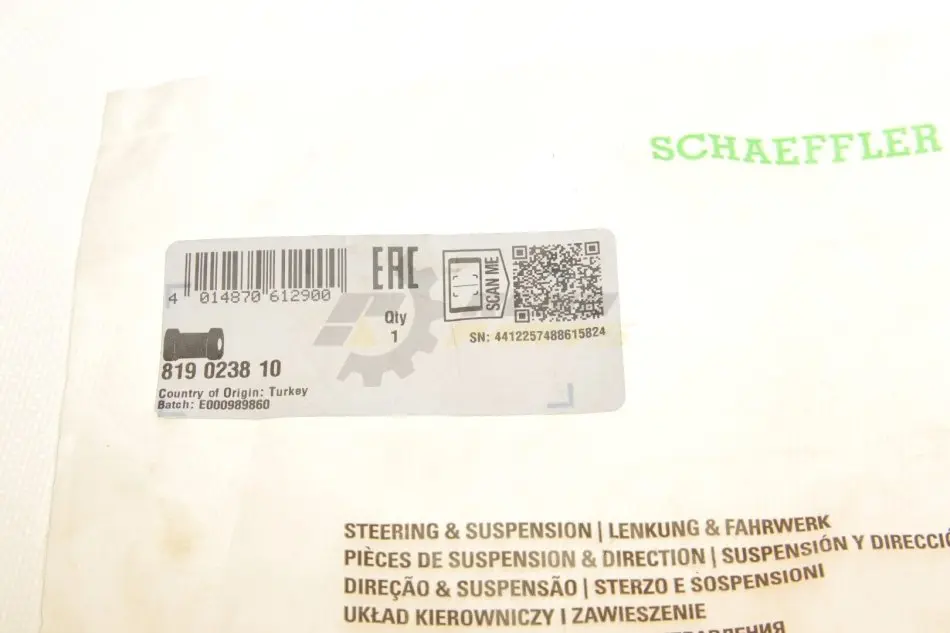 SCHAEFFLER
EAC
SCAN ME
4 014870 612900
Qty
1
SN: 4412257488615824
819 0238 10
Country of Origin: Turkey
Batch: E000989860
STEERING & SUSPENSION | LENKUNG & FAHRWERK
PIÈCES DE SUSPENSION & DIRECTION | SUSPENSIÓN Y DIRECCIÓ
DIREÇÃO & SUSPENSÃO | STERZO E SOSPENSIONI
UKŁAD KIEROWNICZY I ZAWIESZENIE